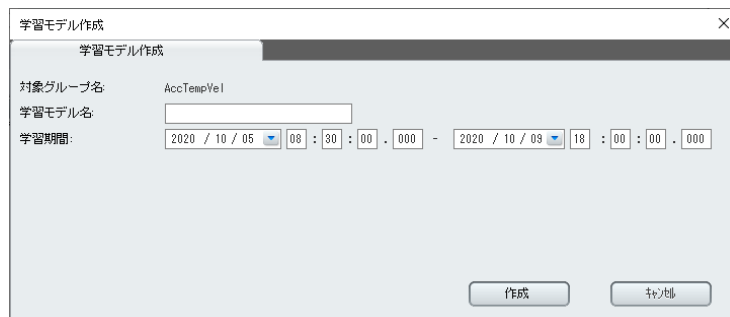 学習モデル作成
学習モデル作成
対象グループ名: AccTempVel
学習モデル名:
学習期間: 2020 / 10 / 05 08 : 30 : 00 . 000 - 2020 / 10 / 09 18 : 00 : 00 . 000
作成 ｷｬﾝｾﾙ